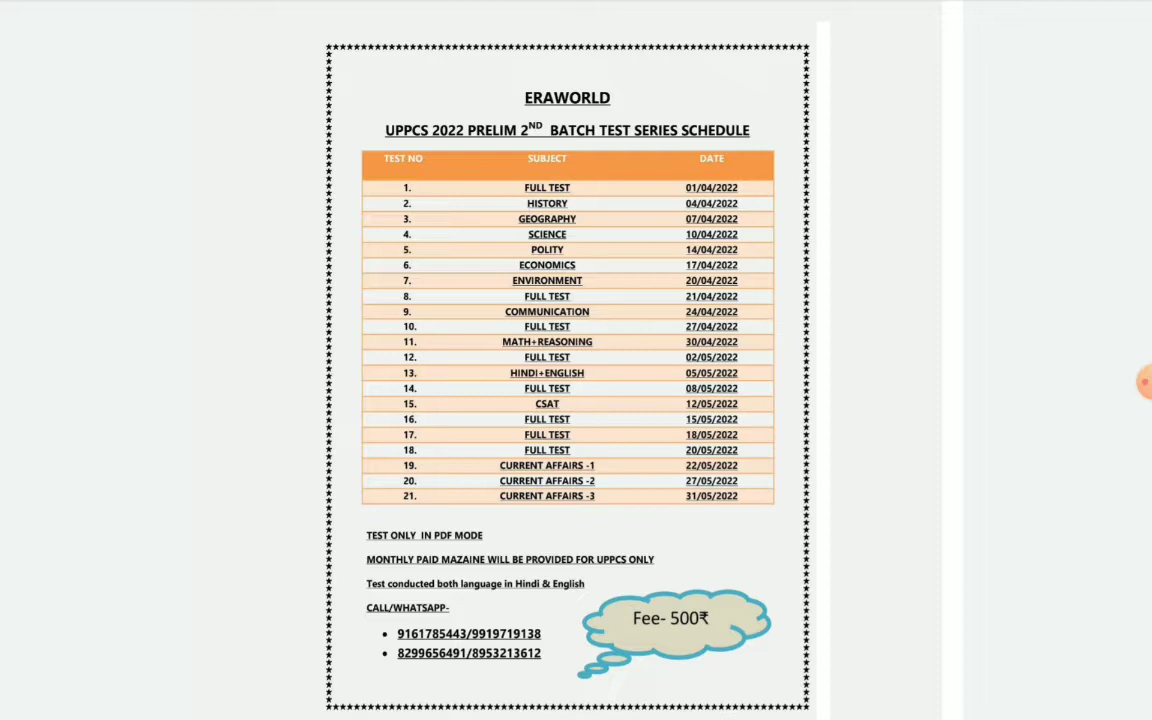 ERAWORLD
UPPCS 2022 PRELIM 2ND BATCH TEST SERIES SCHEDULE
TEST NO SUBJECT DATE
1. FULL TEST 01/04/2022
2. HISTORY 04/04/2022
3. GEOGRAPHY 07/04/2022
4. SCIENCE 10/04/2022
5. POLITY 14/04/2022
6. ECONOMICS 17/04/2022
7. ENVIRONMENT 20/04/2022
8. FULL TEST 21/04/2022
9. COMMUNICATION 24/04/2022
10. FULL TEST 27/04/2022
11. MATH+REASONING 30/04/2022
12. FULL TEST 02/05/2022
13. HINDI+ENGLISH 05/05/2022
14. FULL TEST 08/05/2022
15. CSAT 12/05/2022
16. FULL TEST 15/05/2022
17. FULL TEST 18/05/2022
18. FULL TEST 20/05/2022
19. CURRENT AFFAIRS -1 22/05/2022
20. CURRENT AFFAIRS -2 27/05/2022
21. CURRENT AFFAIRS -3 31/05/2022
TEST ONLY IN PDF MODE
MONTHLY PAID MAZAINE WILL BE PROVIDED FOR UPPCS ONLY
Test conducted both language in Hindi & English
CALL/WHATSAPP-
Fee- 500₹
• 9161785443/9919719138
• 8299656491/8953213612